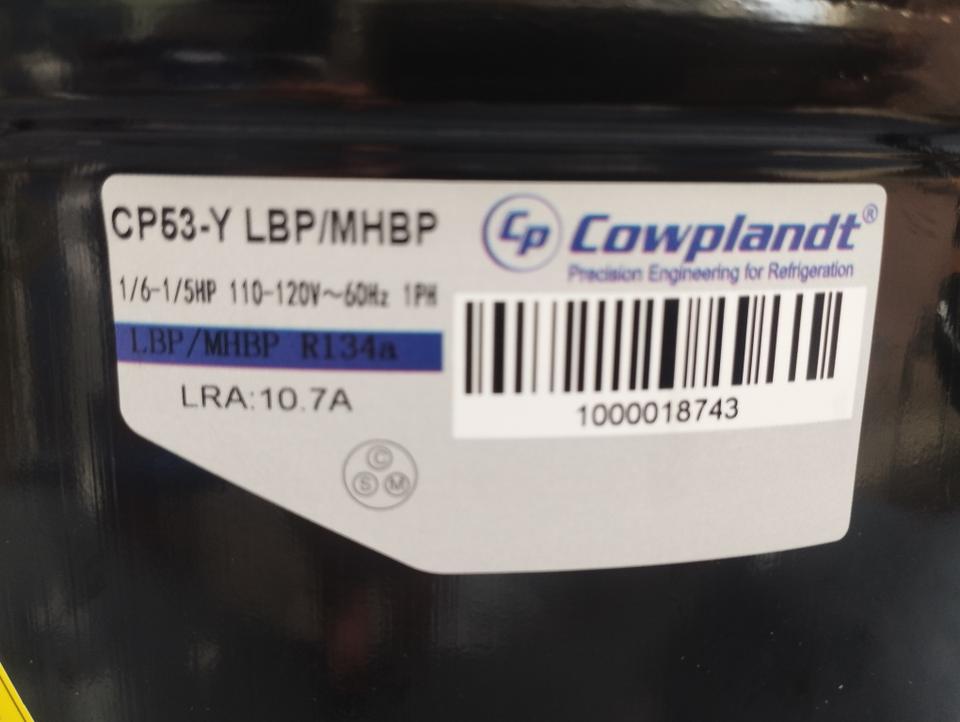 CP53-Y LBP/MHBP
1/6-1/5HP 110-120V~60Hz 1PH
LBP/MHBP R134a
LRA:10.7A
C
S M
Cp Cowplandt®
Precision Engineering for Refrigeration
1000018743